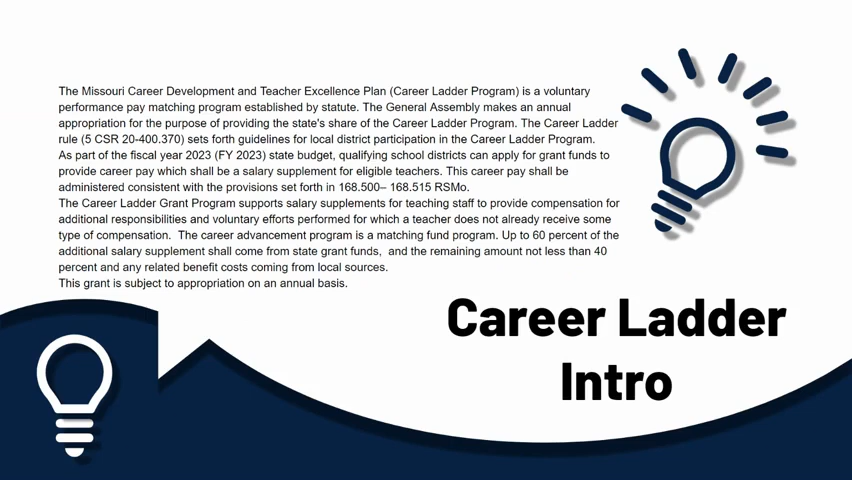 The Missouri Career Development and Teacher Excellence Plan (Career Ladder Program) is a voluntary
performance pay matching program established by statute. The General Assembly makes an annual
appropriation for the purpose of providing the state's share of the Career Ladder Program. The Career Ladder
rule (5 CSR 20-400.370) sets forth guidelines for local district participation in the Career Ladder Program.
As part of the fiscal year 2023 (FY 2023) state budget, qualifying school districts can apply for grant funds to
provide career pay which shall be a salary supplement for eligible teachers. This career pay shall be
administered consistent with the provisions set forth in 168.500– 168.515 RSMo.
The Career Ladder Grant Program supports salary supplements for teaching staff to provide compensation for
additional responsibilities and voluntary efforts performed for which a teacher does not already receive some
type of compensation.  The career advancement program is a matching fund program. Up to 60 percent of the
additional salary supplement shall come from state grant funds,  and the remaining amount not less than 40
percent and any related benefit costs coming from local sources.
This grant is subject to appropriation on an annual basis.
Career Ladder
Intro